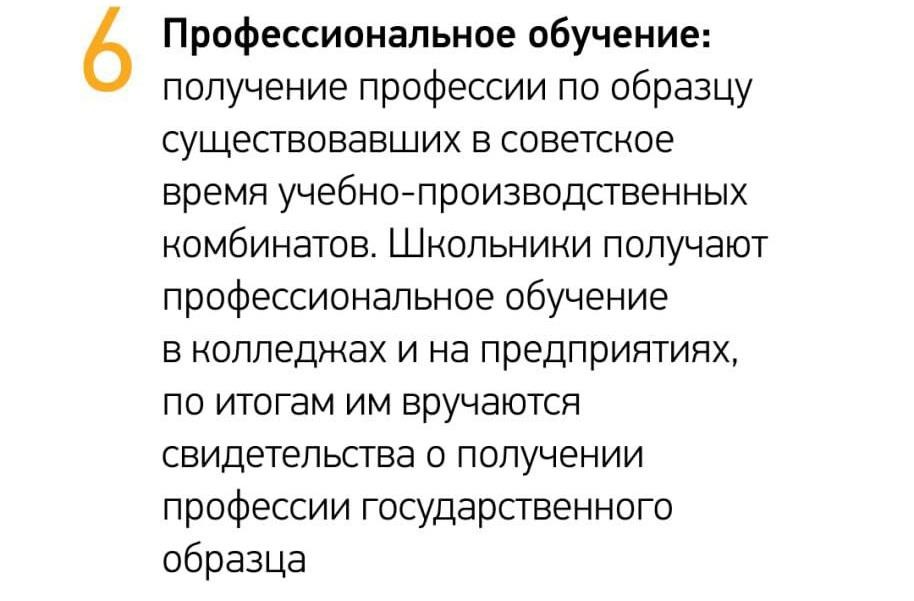 6 Профессиональное обучение:
получение профессии по образцу
существовавших в советское
время учебно-производственных
комбинатов. Школьники получают
профессиональное обучение
в колледжах и на предприятиях,
по итогам им вручаются
свидетельства о получении
профессии государственного
образца